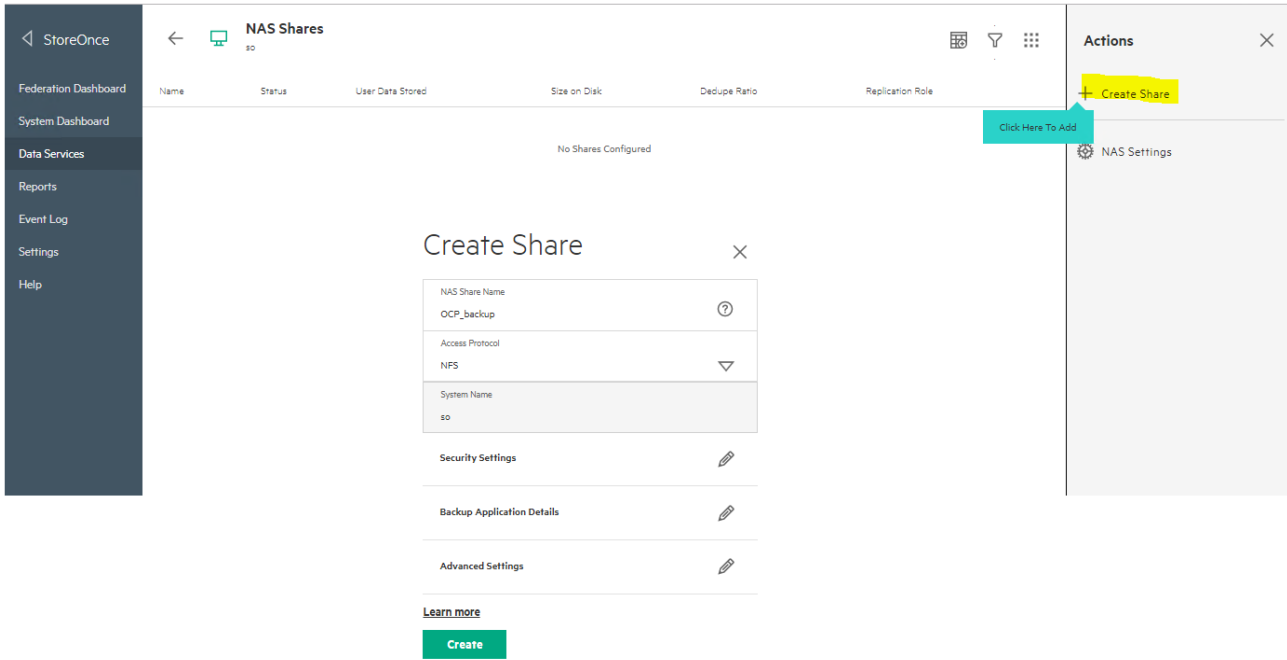 StoreOnce
Federation Dashboard
System Dashboard
Data Services
Reports
Event Log
Settings
Help
NAS Shares
so
Name Status User Data Stored Size on Disk Dedupe Ratio Replication Role
No Shares Configured
Actions
Create Share
Click Here To Add
NAS Settings
Create Share
NAS Share Name
OCP_backup
Access Protocol
NFS
System Name
so
Security Settings
Backup Application Details
Advanced Settings
Learn more
Create